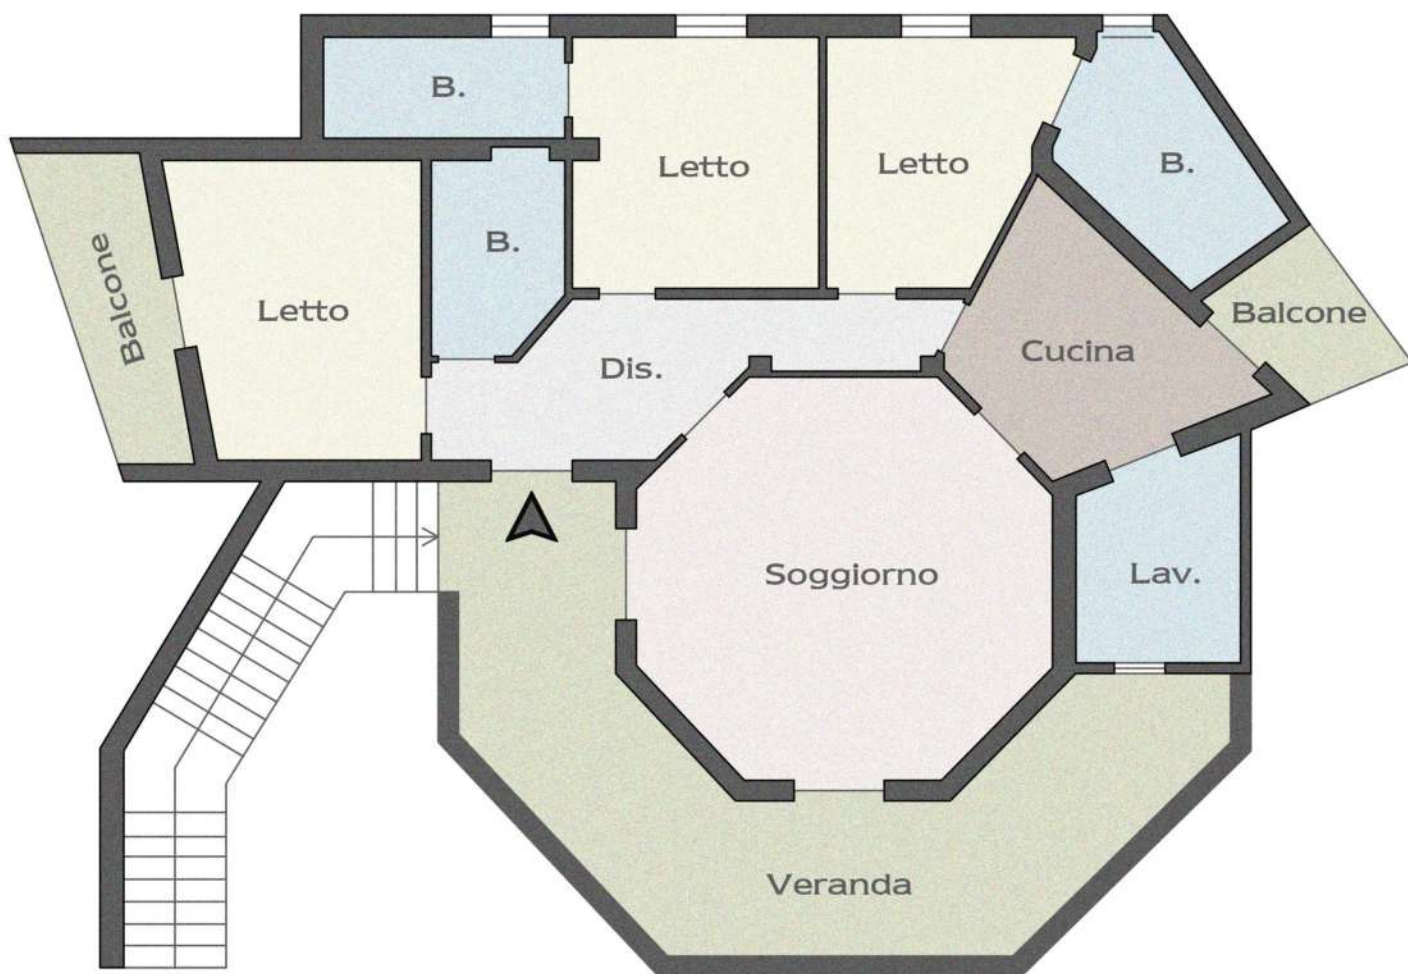 B.
Letto
Letto
B.
B.
Balcone
Letto
Balcone
Cucina
Dis.
Soggiorno
Lav.
Veranda